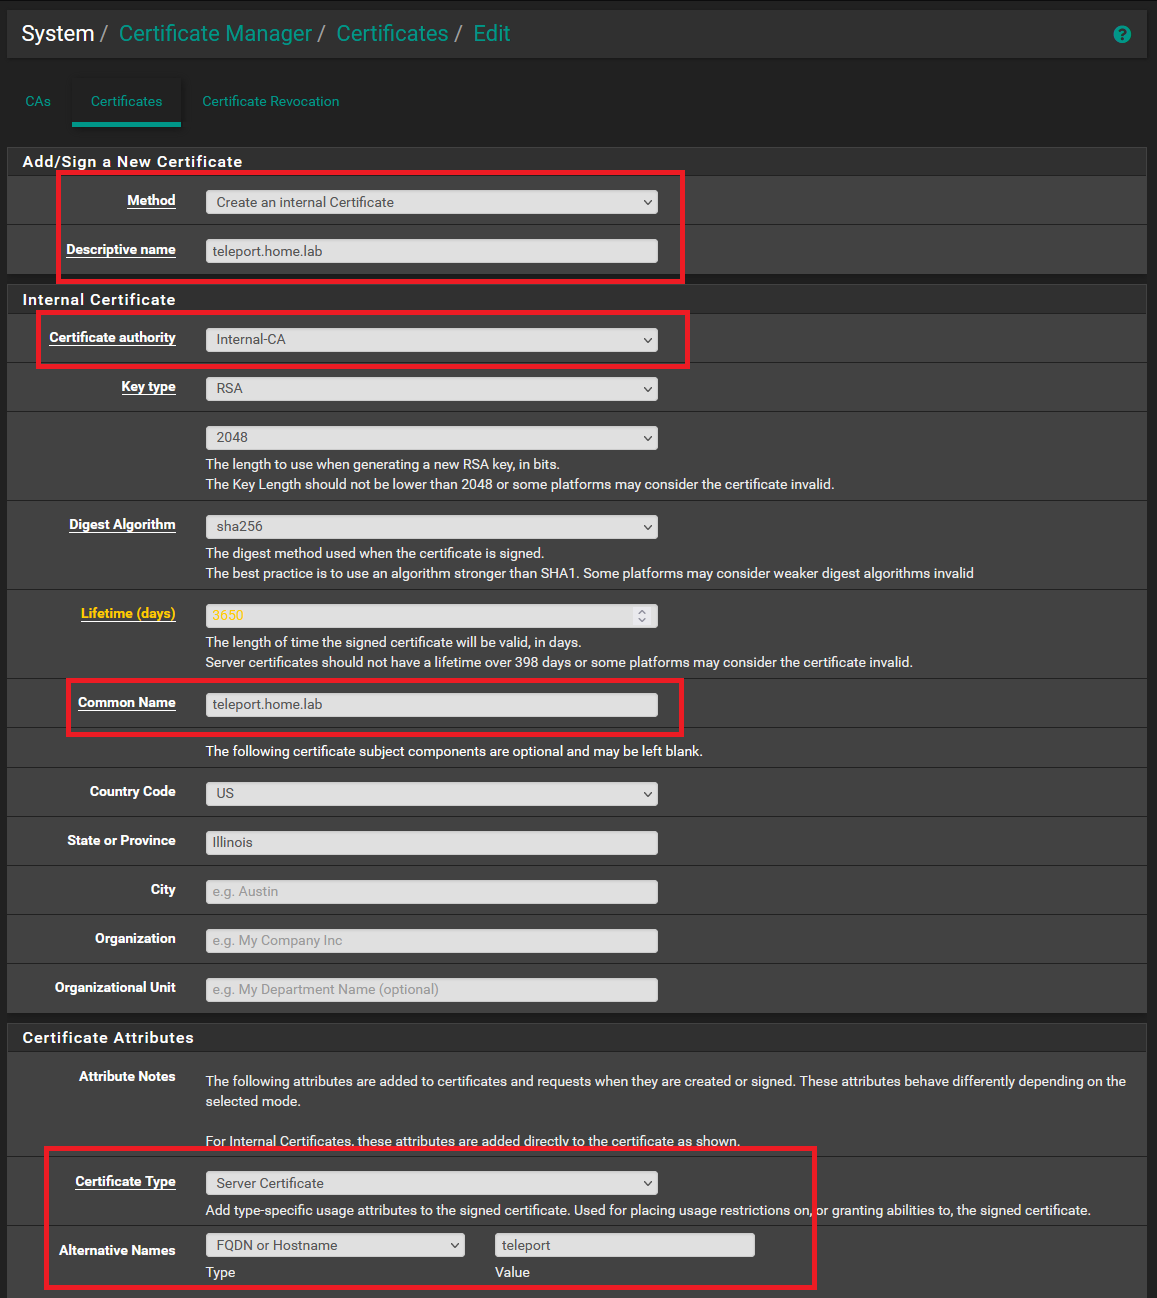 System / Certificate Manager / Certificates / Edit
?
CAs Certificates Certificate Revocation
Add/Sign a New Certificate
Method Create an internal Certificate
Descriptive name teleport.home.lab
Internal Certificate
Certificate authority Internal-CA
Key type RSA
2048
The length to use when generating a new RSA key, in bits.
The Key Length should not be lower than 2048 or some platforms may consider the certificate invalid.
Digest Algorithm sha256
The digest method used when the certificate is signed.
The best practice is to use an algorithm stronger than SHA1. Some platforms may consider weaker digest algorithms invalid
Lifetime (days) 3650
The length of time the signed certificate will be valid, in days.
Server certificates should not have a lifetime over 398 days or some platforms may consider the certificate invalid.
Common Name teleport.home.lab
The following certificate subject components are optional and may be left blank.
Country Code US
State or Province Illinois
City e.g. Austin
Organization e.g. My Company Inc
Organizational Unit e.g. My Department Name (optional)
Certificate Attributes
Attribute Notes The following attributes are added to certificates and requests when they are created or signed. These attributes behave differently depending on the
selected mode.
For Internal Certificates, these attributes are added directly to the certificate as shown.
Certificate Type Server Certificate
Add type-specific usage attributes to the signed certificate. Used for placing usage restrictions on, or granting abilities to, the signed certificate.
Alternative Names FQDN or Hostname teleport
Type Value